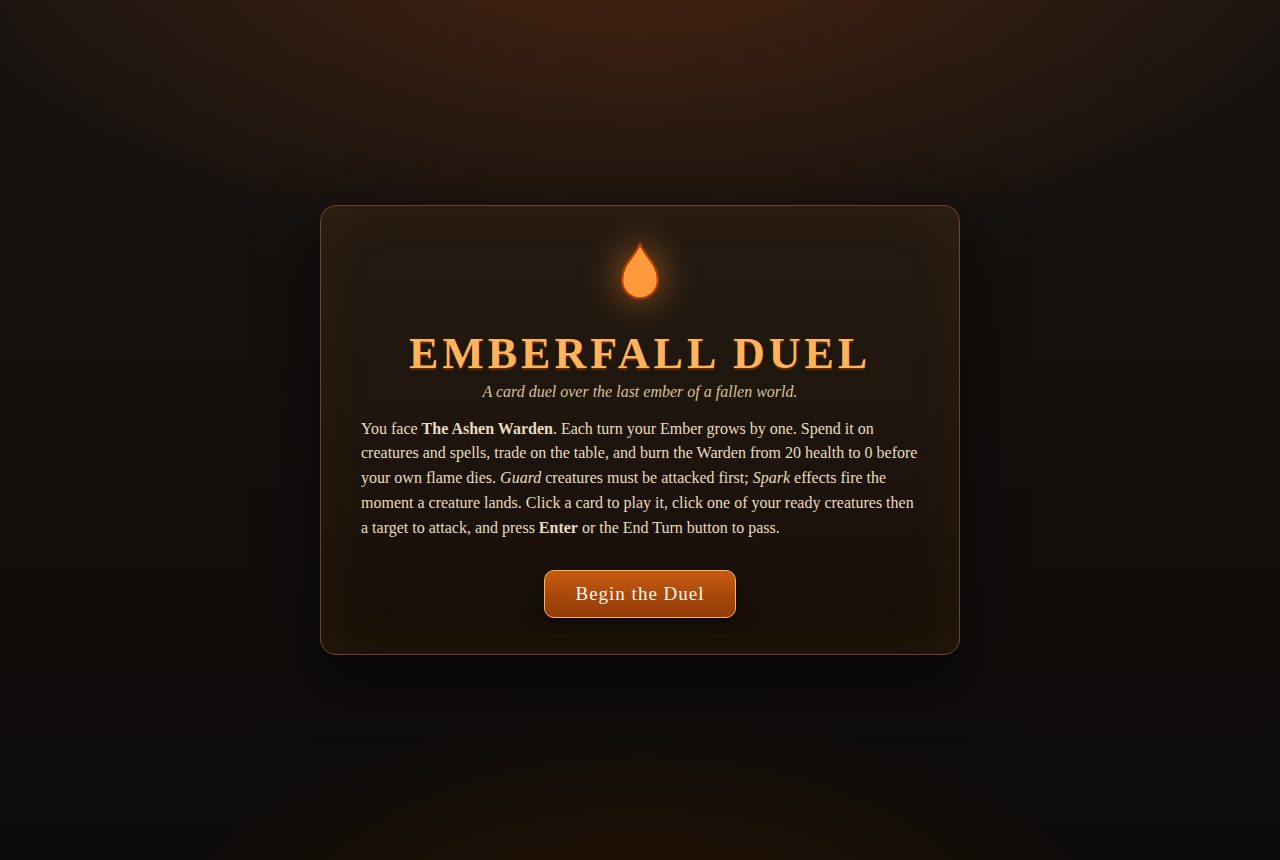 EMBERFALL DUEL
A card duel over the last ember of a fallen world.
You face The Ashen Warden. Each turn your Ember grows by one. Spend it on
creatures and spells, trade on the table, and burn the Warden from 20 health to 0 before
your own flame dies. Guard creatures must be attacked first; Spark effects fire the
moment a creature lands. Click a card to play it, click one of your ready creatures then
a target to attack, and press Enter or the End Turn button to pass.
Begin the Duel